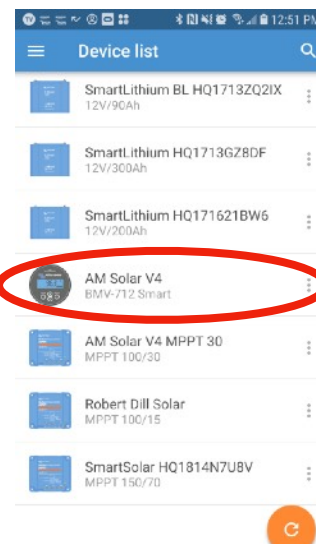 12:51 PM
Device list
SmartLithium BL HQ1713ZQ2IX
12V/90Ah
SmartLithium HQ1713GZ8DF
12V/300Ah
SmartLithium HQ171621BW6
12V/200Ah
AM Solar V4
BMV-712 Smart
AM Solar V4 MPPT 30
MPPT 100/30
Robert Dill Solar
MPPT 100/15
SmartSolar HQ1814N7U8V
MPPT 150/70